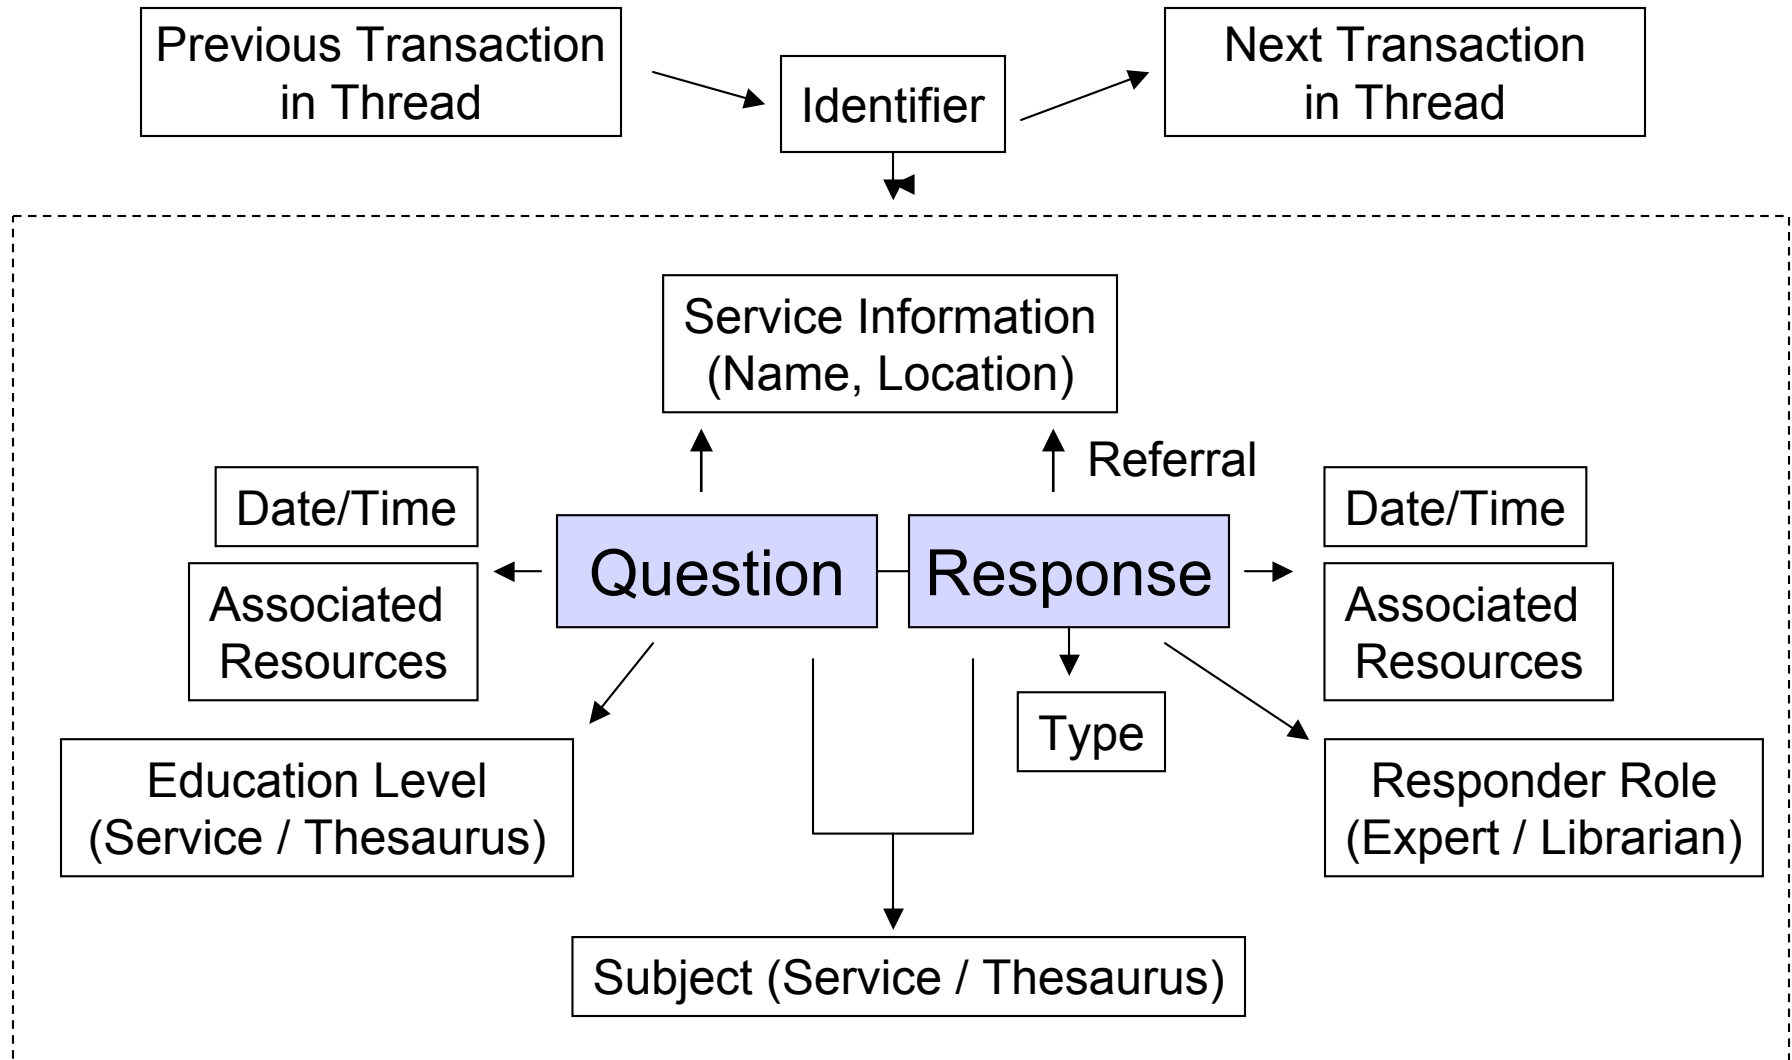 Previous Transaction
in Thread
Identifier
Next Transaction
in Thread
Service Information
(Name, Location)
Referral
Date/Time
Associated
Resources
Question
Response
Date/Time
Associated
Resources
Type
Education Level
(Service / Thesaurus)
Responder Role
(Expert / Librarian)
Subject (Service / Thesaurus)